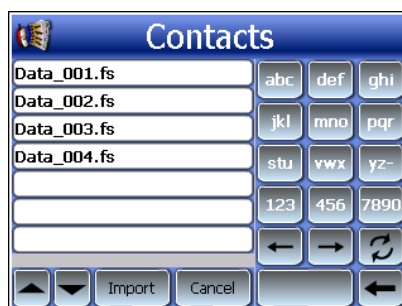 Contacts
Data_001.fs
Data_002.fs
Data_003.fs
Data_004.fs
abc def ghi
jkl mno pqr
stu vwx yz-
123 456 7890
Import Cancel